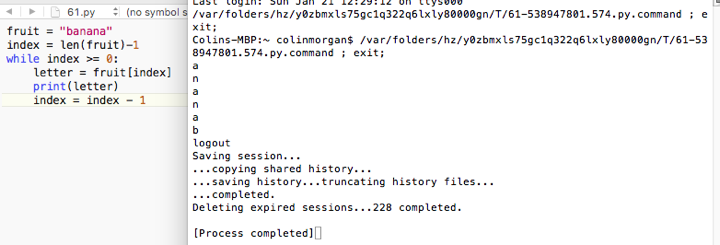 61.py
(no symbol s
fruit = "banana"
index = len(fruit)-1
while index >= 0:
    letter = fruit[index]
    print(letter)
    index = index - 1
Last login: Sun Jan 21 12:29:12 on ttys000
/var/folders/hz/y0zbmxls75gc1q322q6lxly80000gn/T/61-538947801.574.py.command ; e
xit;
Colins-MBP:~ colinmorgan$ /var/folders/hz/y0zbmxls75gc1q322q6lxly80000gn/T/61-53
8947801.574.py.command ; exit;
a
n
a
n
a
b
logout
Saving session...
...copying shared history...
...saving history...truncating history files...
...completed.
Deleting expired sessions...228 completed.
[Process completed]